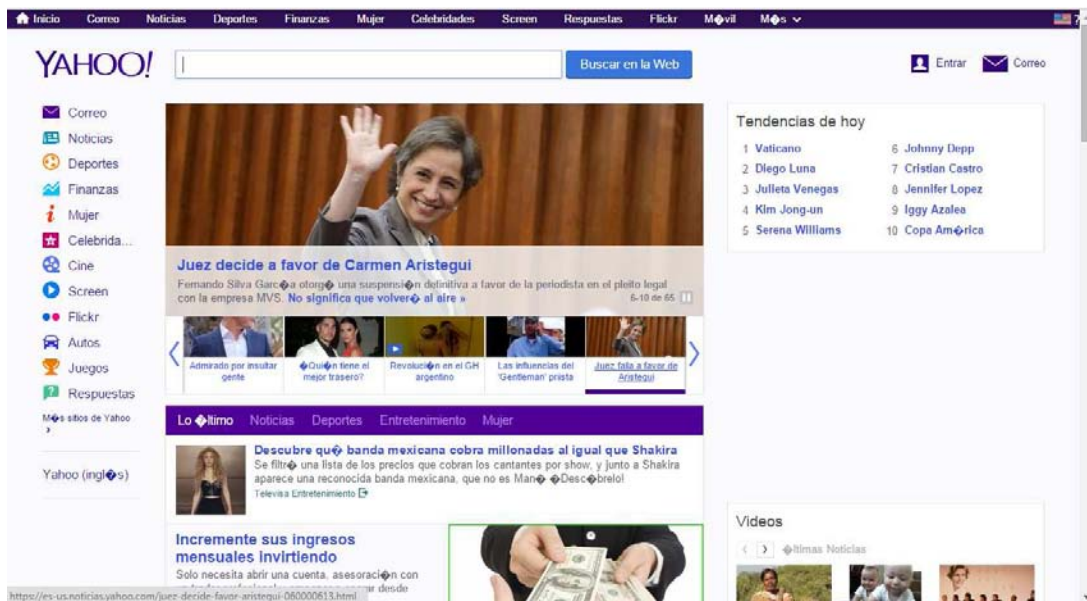 Inicio Correo Noticias Deportes Finanzas Mujer Celebridades Screen Respuestas Flickr M�vil M�s
YAHOO!
Buscar en la Web
Entrar Correo
Correo
Noticias
Deportes
Finanzas
Mujer
Celebrida...
Cine
Screen
Flickr
Autos
Juegos
Respuestas
M�s sitios de Yahoo
Yahoo (ingl�s)
Juez decide a favor de Carmen Aristegui
Fernando Silva Garc�a otorg� una suspensi�n definitiva a favor de la periodista en el pleito legal
con la empresa MVS. No significa que volver� al aire »
6-10 de 65
Admirado por insultar
gente
�Qui�n tiene el
mejor trasero?
Revoluci�n en el GH
argentino
Las influencias del
'Gentleman' priista
Juez falla a favor de
Aristegui
Lo �ltimo Noticias Deportes Entretenimiento Mujer
Descubre qu� banda mexicana cobra millonadas al igual que Shakira
Se filtr� una lista de los precios que cobran los cantantes por show, y junto a Shakira
aparece una reconocida banda mexicana, que no es Man� �Desc�brelo!
Televisa Entretenimiento
Incremente sus ingresos
mensuales invirtiendo
Solo necesita abrir una cuenta, asesoraci�n con
desde
https://es-us.noticias.yahoo.com/juez-decide-favor-aristegui-060000613.html
Tendencias de hoy
1 Vaticano
2 Diego Luna
3 Julieta Venegas
4 Kim Jong-un
5 Serena Williams
6 Johnny Depp
7 Cristian Castro
8 Jennifer Lopez
9 Iggy Azalea
10 Copa Am�rica
Videos
�ltimas Noticias